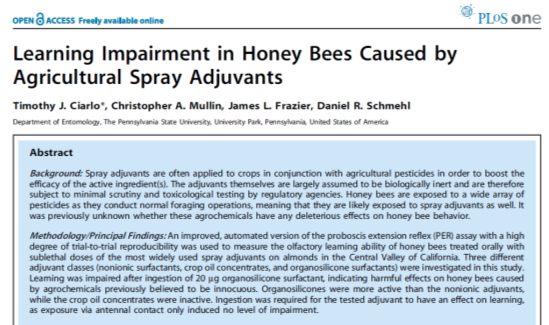 OPEN ACCESS Freely available online
PLoS one
Learning Impairment in Honey Bees Caused by
Agricultural Spray Adjuvants
Timothy J. Ciarlo*, Christopher A. Mullin, James L. Frazier, Daniel R. Schmehl
Department of Entomology, The Pennsylvania State University, University Park, Pennsylvania, United States of America
Abstract
Background: Spray adjuvants are often applied to crops in conjunction with agricultural pesticides in order to boost the
efficacy of the active ingredient(s). The adjuvants themselves are largely assumed to be biologically inert and are therefore
subject to minimal scrutiny and toxicological testing by regulatory agencies. Honey bees are exposed to a wide array of
pesticides as they conduct normal foraging operations, meaning that they are likely exposed to spray adjuvants as well. It
was previously unknown whether these agrochemicals have any deleterious effects on honey bee behavior.
Methodology/Principal Findings: An improved, automated version of the proboscis extension reflex (PER) assay with a high
degree of trial-to-trial reproducibility was used to measure the olfactory learning ability of honey bees treated orally with
sublethal doses of the most widely used spray adjuvants on almonds in the Central Valley of California. Three different
adjuvant classes (nonionic surfactants, crop oil concentrates, and organosilicone surfactants) were investigated in this study.
Learning was impaired after ingestion of 20 µg organosilicone surfactant, indicating harmful effects on honey bees caused
by agrochemicals previously believed to be innocuous. Organosilicones were more active than the nonionic adjuvants,
while the crop oil concentrates were inactive. Ingestion was required for the tested adjuvant to have an effect on learning,
as exposure via antennal contact only induced no level of impairment.